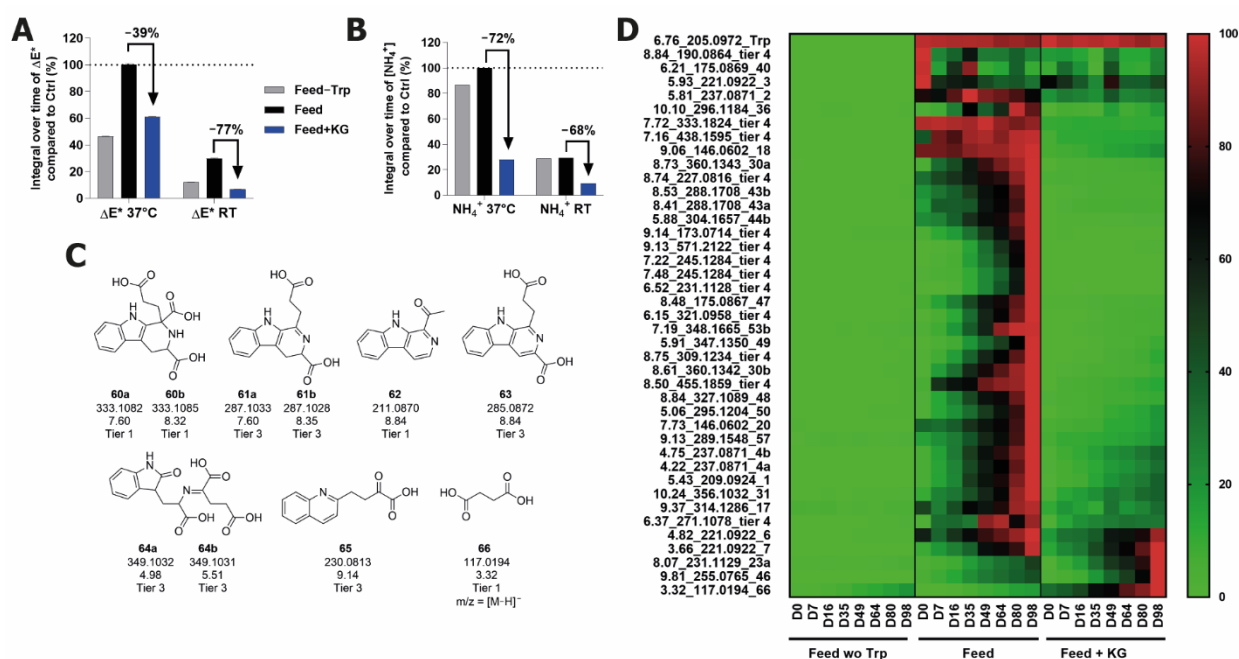 A
Integral over time of ΔE*
compared to Ctrl (%)
120
100
80
60
40
20
0
−39%
−77%
ΔE* 37°C
ΔE* RT
Feed−Trp
Feed
Feed+KG
B
Integral over time of [NH₄⁺]
compared to Ctrl (%)
120
100
80
60
40
20
0
−72%
−68%
NH₄⁺ 37°C
NH₄⁺ RT
C
60a 60b
333.1082 333.1085
7.60 8.32
Tier 1 Tier 1
61a 61b
287.1033 287.1028
7.60 8.35
Tier 3 Tier 3
62
211.0870
8.84
Tier 1
63
285.0872
8.84
Tier 3
64a 64b
349.1032 349.1031
4.98 5.51
Tier 3 Tier 3
65
230.0813
9.14
Tier 3
66
117.0194
3.32
Tier 1
m/z = [M-H]⁻
D
6.76_205.0972_Trp
8.84_190.0864_tier 4
6.21_175.0869_40
5.93_221.0922_3
5.81_237.0871_2
10.10_296.1184_36
7.72_333.1824_tier 4
7.16_438.1595_tier 4
9.06_146.0602_18
8.73_360.1343_30a
8.74_227.0816_tier 4
8.53_288.1708_43b
8.41_288.1708_43a
5.88_304.1657_44b
9.14_173.0714_tier 4
9.13_571.2122_tier 4
7.22_245.1284_tier 4
7.48_245.1284_tier 4
6.52_231.1128_tier 4
8.48_175.0867_47
6.15_321.0958_tier 4
7.19_348.1665_53b
5.91_347.1350_49
8.75_309.1234_tier 4
8.61_360.1342_30b
8.50_455.1859_tier 4
8.84_327.1089_48
5.06_295.1204_50
7.73_146.0602_20
9.13_289.1548_57
4.75_237.0871_4b
4.22_237.0871_4a
5.43_209.0924_1
10.24_356.1032_31
9.37_314.1286_17
6.37_271.1078_tier 4
4.82_221.0922_6
3.66_221.0922_7
8.07_231.1129_23a
9.81_255.0765_46
3.32_117.0194_66
D0 D7 D16 D35 D49 D64 D80 D98 D0 D7 D16 D35 D49 D64 D80 D98 D0 D7 D16 D35 D49 D64 D80 D98
Feed wo Trp Feed Feed + KG
100
80
60
40
20
0